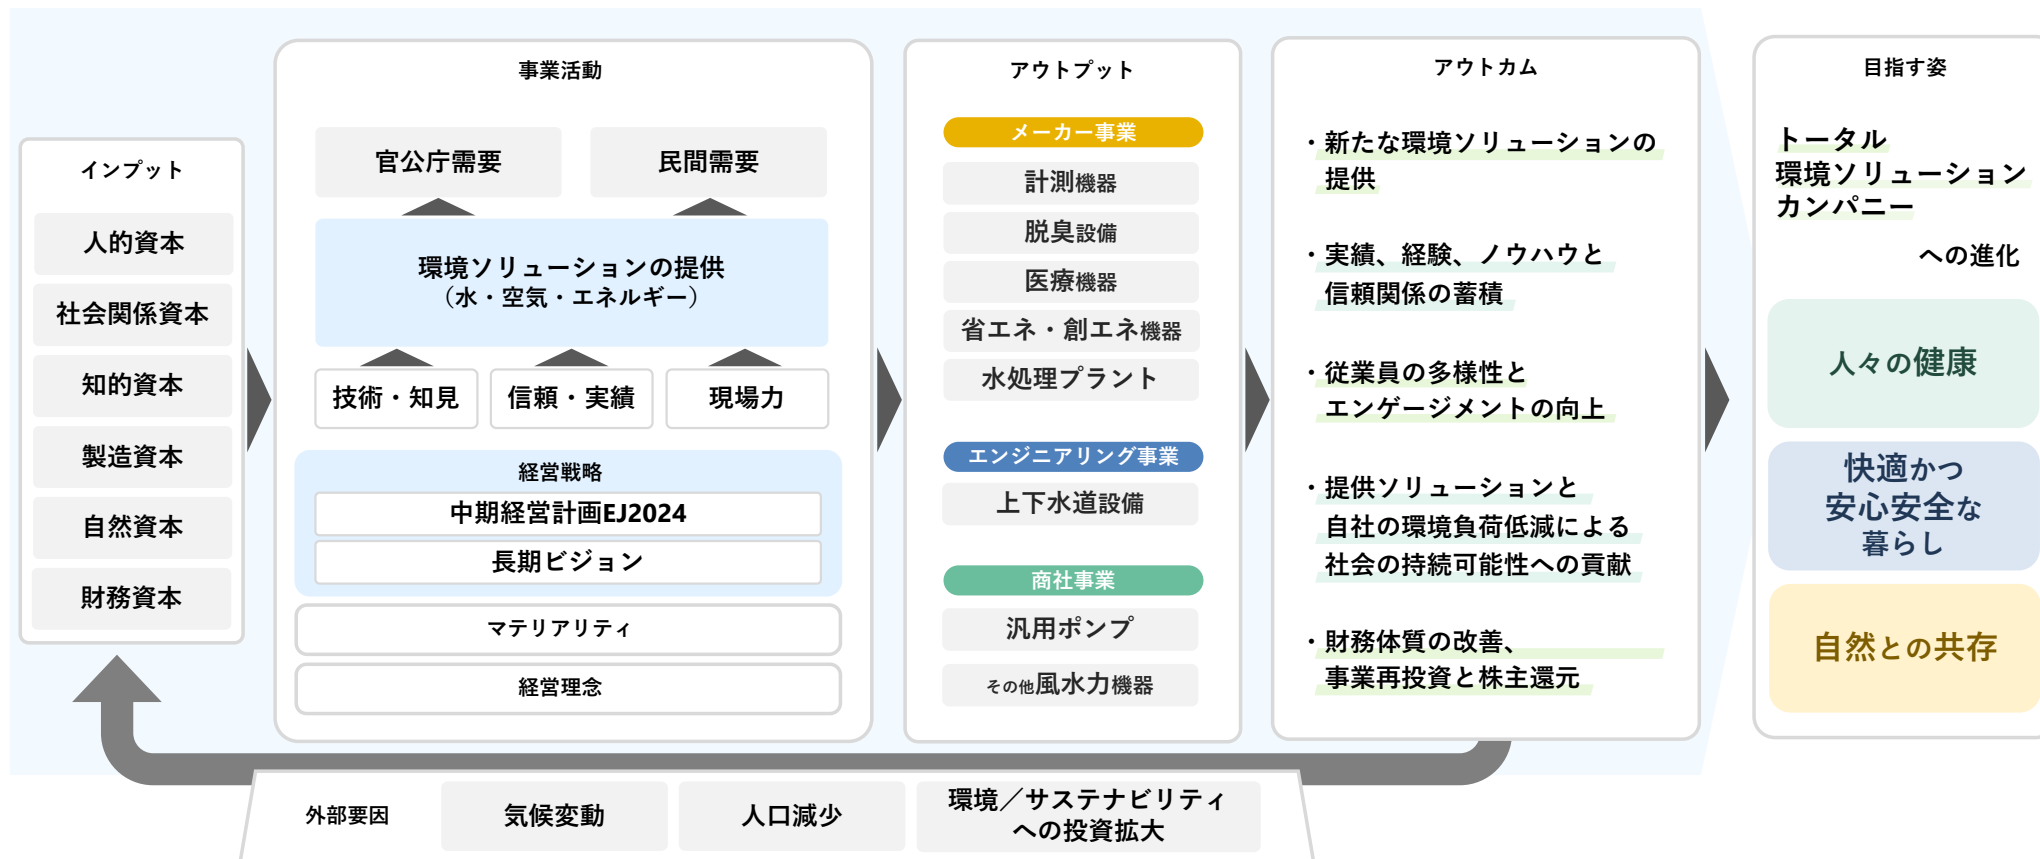 インプット
人的資本
社会関係資本
知的資本
製造資本
自然資本
財務資本
事業活動
官公庁需要
民間需要
環境ソリューションの提供
（水・空気・エネルギー）
技術・知見
信頼・実績
現場力
経営戦略
中期経営計画EJ2024
長期ビジョン
マテリアリティ
経営理念
アウトプット
メーカー事業
計測機器
脱臭設備
医療機器
省エネ・創エネ機器
水処理プラント
エンジニアリング事業
上下水道設備
商社事業
汎用ポンプ
その他風水力機器
アウトカム
・新たな環境ソリューションの
提供
・実績、経験、ノウハウと
信頼関係の蓄積
・従業員の多様性と
エンゲージメントの向上
・提供ソリューションと
自社の環境負荷低減による
社会の持続可能性への貢献
・財務体質の改善、
事業再投資と株主還元
目指す姿
トータル
環境ソリューション
カンパニー
への進化
人々の健康
快適かつ
安心安全な
暮らし
自然との共存
外部要因
気候変動
人口減少
環境／サステナビリティ
への投資拡大